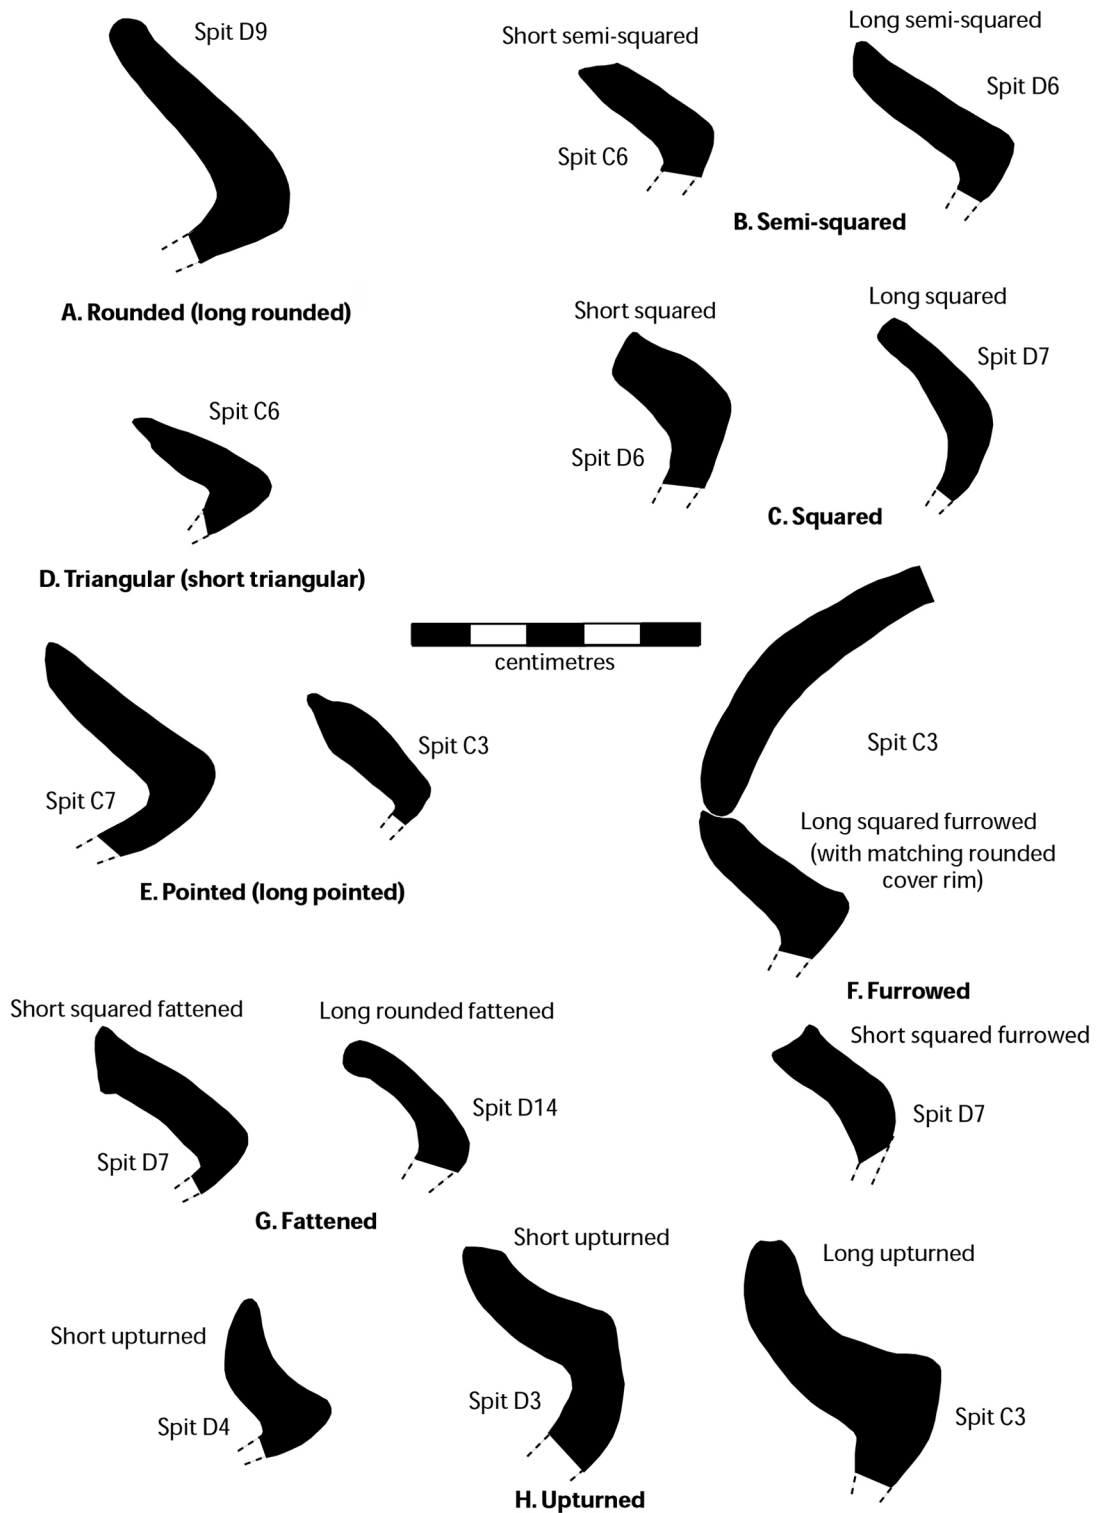 Spit D9
A. Rounded (long rounded)
Short semi-squared
Spit C6
Long semi-squared
Spit D6
B. Semi-squared
Short squared
Spit D6
Long squared
Spit D7
C. Squared
Spit C6
D. Triangular (short triangular)
centimetres
Spit C7
Spit C3
E. Pointed (long pointed)
Spit C3
Long squared furrowed
(with matching rounded
cover rim)
F. Furrowed
Short squared furrowed
Spit D7
Short squared fattened
Spit D7
Long rounded fattened
Spit D14
G. Fattened
Short upturned
Spit D4
Short upturned
Spit D3
Long upturned
Spit C3
H. Upturned